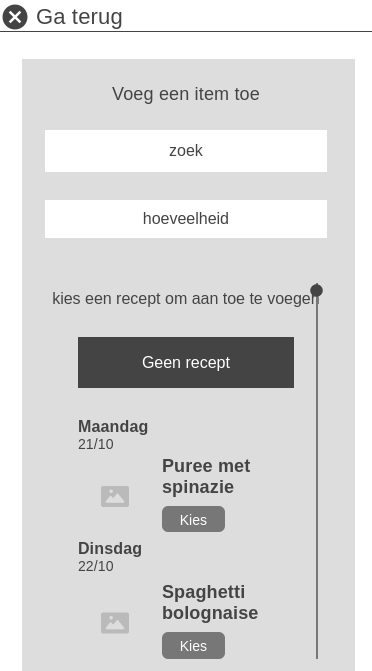 Ga terug
Voeg een item toe
zoek
hoeveelheid
kies een recept om aan toe te voegen
Geen recept
Maandag
21/10
Puree met
spinazie
Kies
Dinsdag
22/10
Spaghetti
bolognaise
Kies